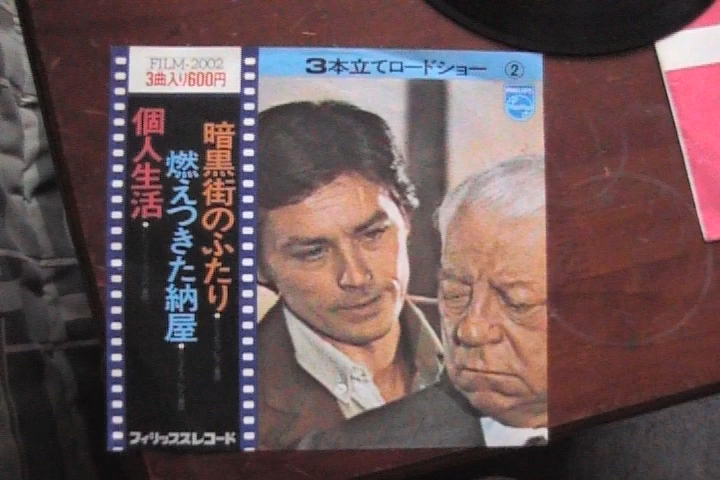 FILM-2002
3曲入り600円
3本立てロードショー ②
PHILIPS
暗黒街のふたり
燃えつきた納屋
個人生活
フィリップスレコード